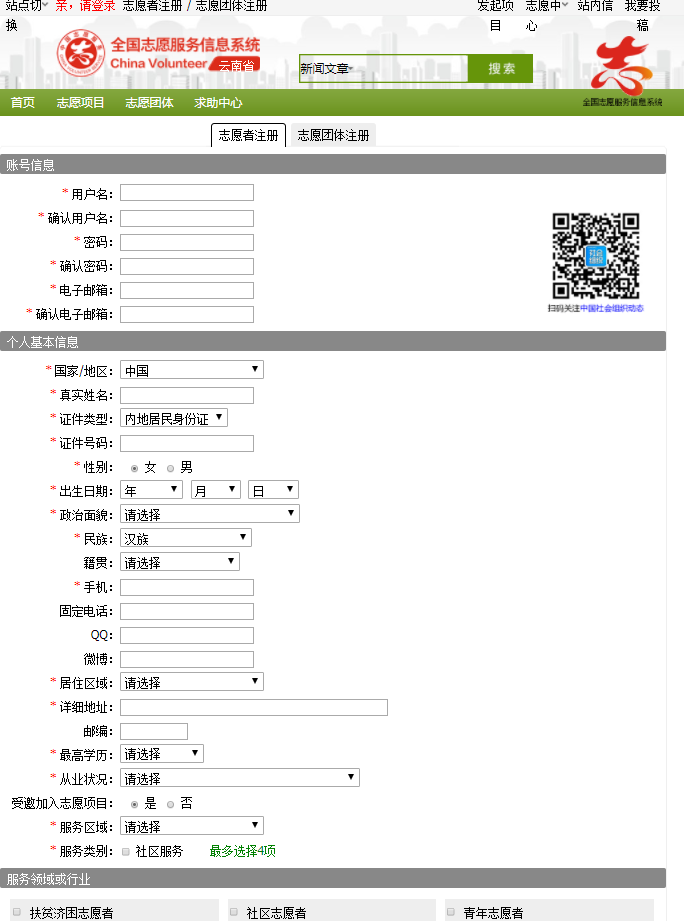 站点切换 亲，请登录 志愿者注册 / 志愿团体注册 发起项目 志愿中心 站内信 我要投稿
全国志愿服务信息系统
China Volunteer 云南省
新闻文章 搜索
全国志愿服务信息系统
首页 志愿项目 志愿团体 求助中心
志愿者注册 志愿团体注册
账号信息
*用户名：
*确认用户名：
*密码：
*确认密码：
*电子邮箱：
*确认电子邮箱：
社会组织
扫码关注中国社会组织动态
个人基本信息
*国家/地区： 中国
*真实姓名：
*证件类型： 内地居民身份证
*证件号码：
*性别： 女 男
*出生日期： 年 月 日
*政治面貌： 请选择
*民族： 汉族
籍贯： 请选择
*手机：
固定电话：
QQ：
微博：
*居住区域： 请选择
*详细地址：
邮编：
*最高学历： 请选择
*从业状况： 请选择
受邀加入志愿项目： 是 否
*服务区域： 请选择
*服务类别： 社区服务 最多选择4项
服务领域或行业
扶贫济困志愿者 社区志愿者 青年志愿者